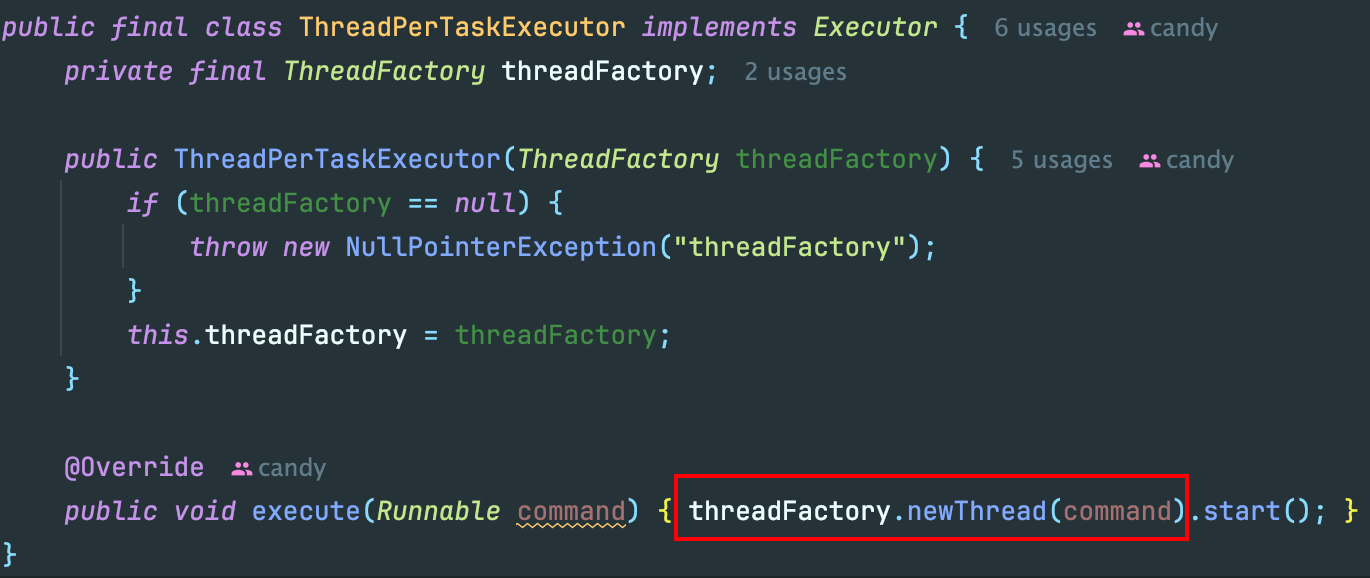 public final class ThreadPerTaskExecutor implements Executor { 6 usages candy
private final ThreadFactory threadFactory; 2 usages
public ThreadPerTaskExecutor(ThreadFactory threadFactory) { 5 usages candy
if (threadFactory == null) {
throw new NullPointerException("threadFactory");
}
this.threadFactory = threadFactory;
}
@Override candy
public void execute(Runnable command) { threadFactory.newThread(command).start(); }
}